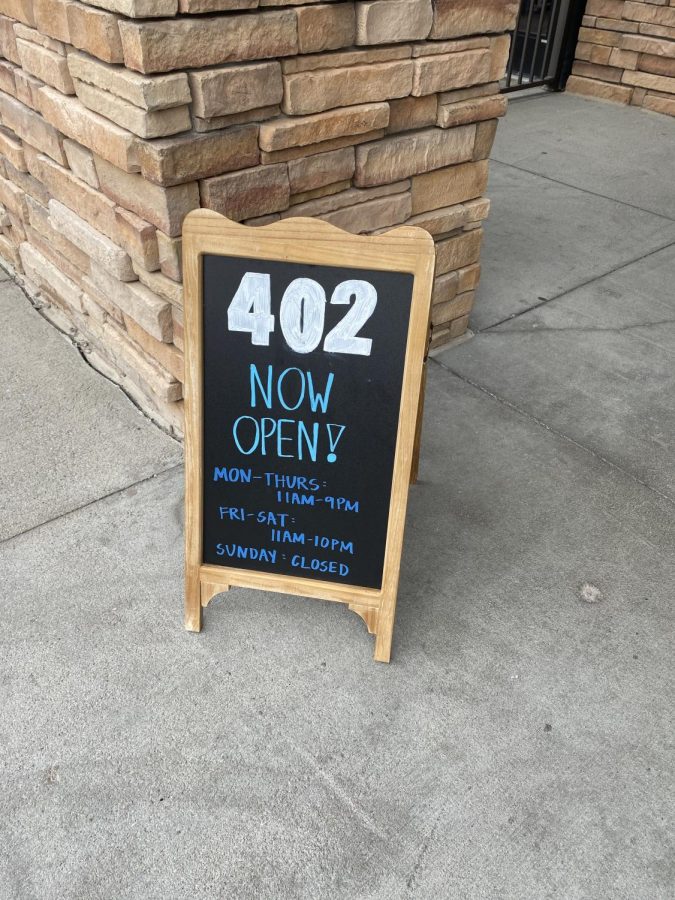 402
NOW
OPEN!
MON-THURS:
11AM-9PM
FRI-SAT:
11AM-10PM
SUNDAY: CLOSED